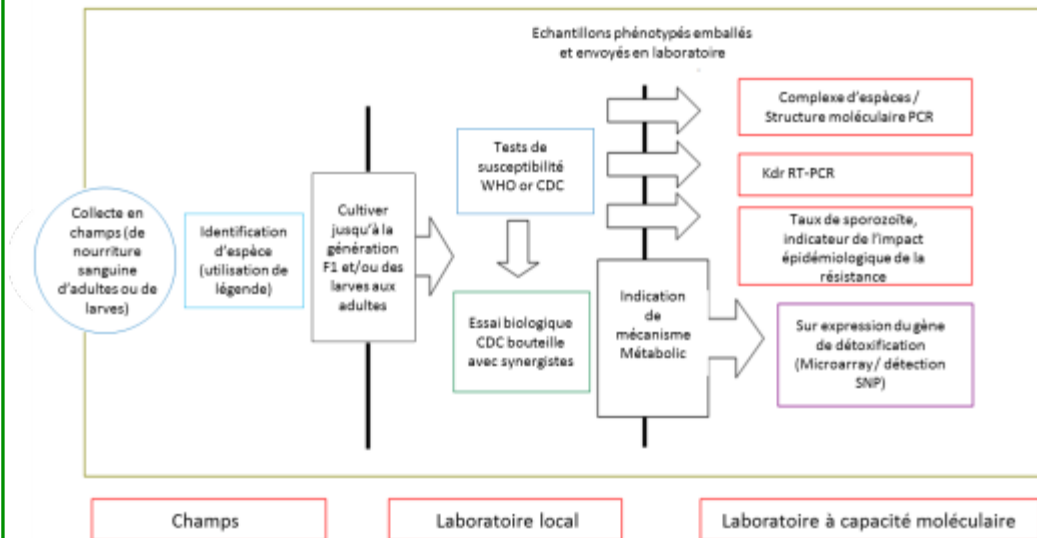 Echantillons phénotypés emballés
et envoyés en laboratoire
Collecte en
champs (de
nourriture
sanguine
d'adultes ou de
larves)
Identification
d'espèce
(utilisation de
légende)
Cultiver
jusqu'à la
génération
F1 et/ou des
larves aux
adultes
Tests de
susceptibilité
WHO or CDC
Essai biologique
CDC bouteille
avec synergistes
Indication
de
mécanisme
Métabolic
Complexe d'espèces /
Structure moléculaire PCR
Kdr RT-PCR
Taux de sporozoïte,
indicateur de l'impact
épidémiologique de la
résistance
Sur expression du gène
de détoxification
(Microarray / détection
SNP)
Champs
Laboratoire local
Laboratoire à capacité moléculaire